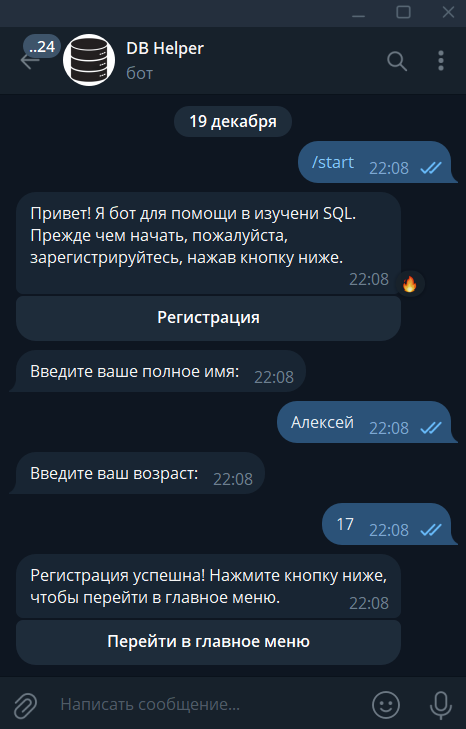 ..24
DB Helper
бот
19 декабря
/start 22:08
Привет! Я бот для помощи в изучени SQL.
Прежде чем начать, пожалуйста,
зарегистрируйтесь, нажав кнопку ниже.
22:08
Регистрация
Введите ваше полное имя: 22:08
Алексей 22:08
Введите ваш возраст: 22:08
17 22:08
Регистрация успешна! Нажмите кнопку ниже,
чтобы перейти в главное меню. 22:08
Перейти в главное меню
Написать сообщение...